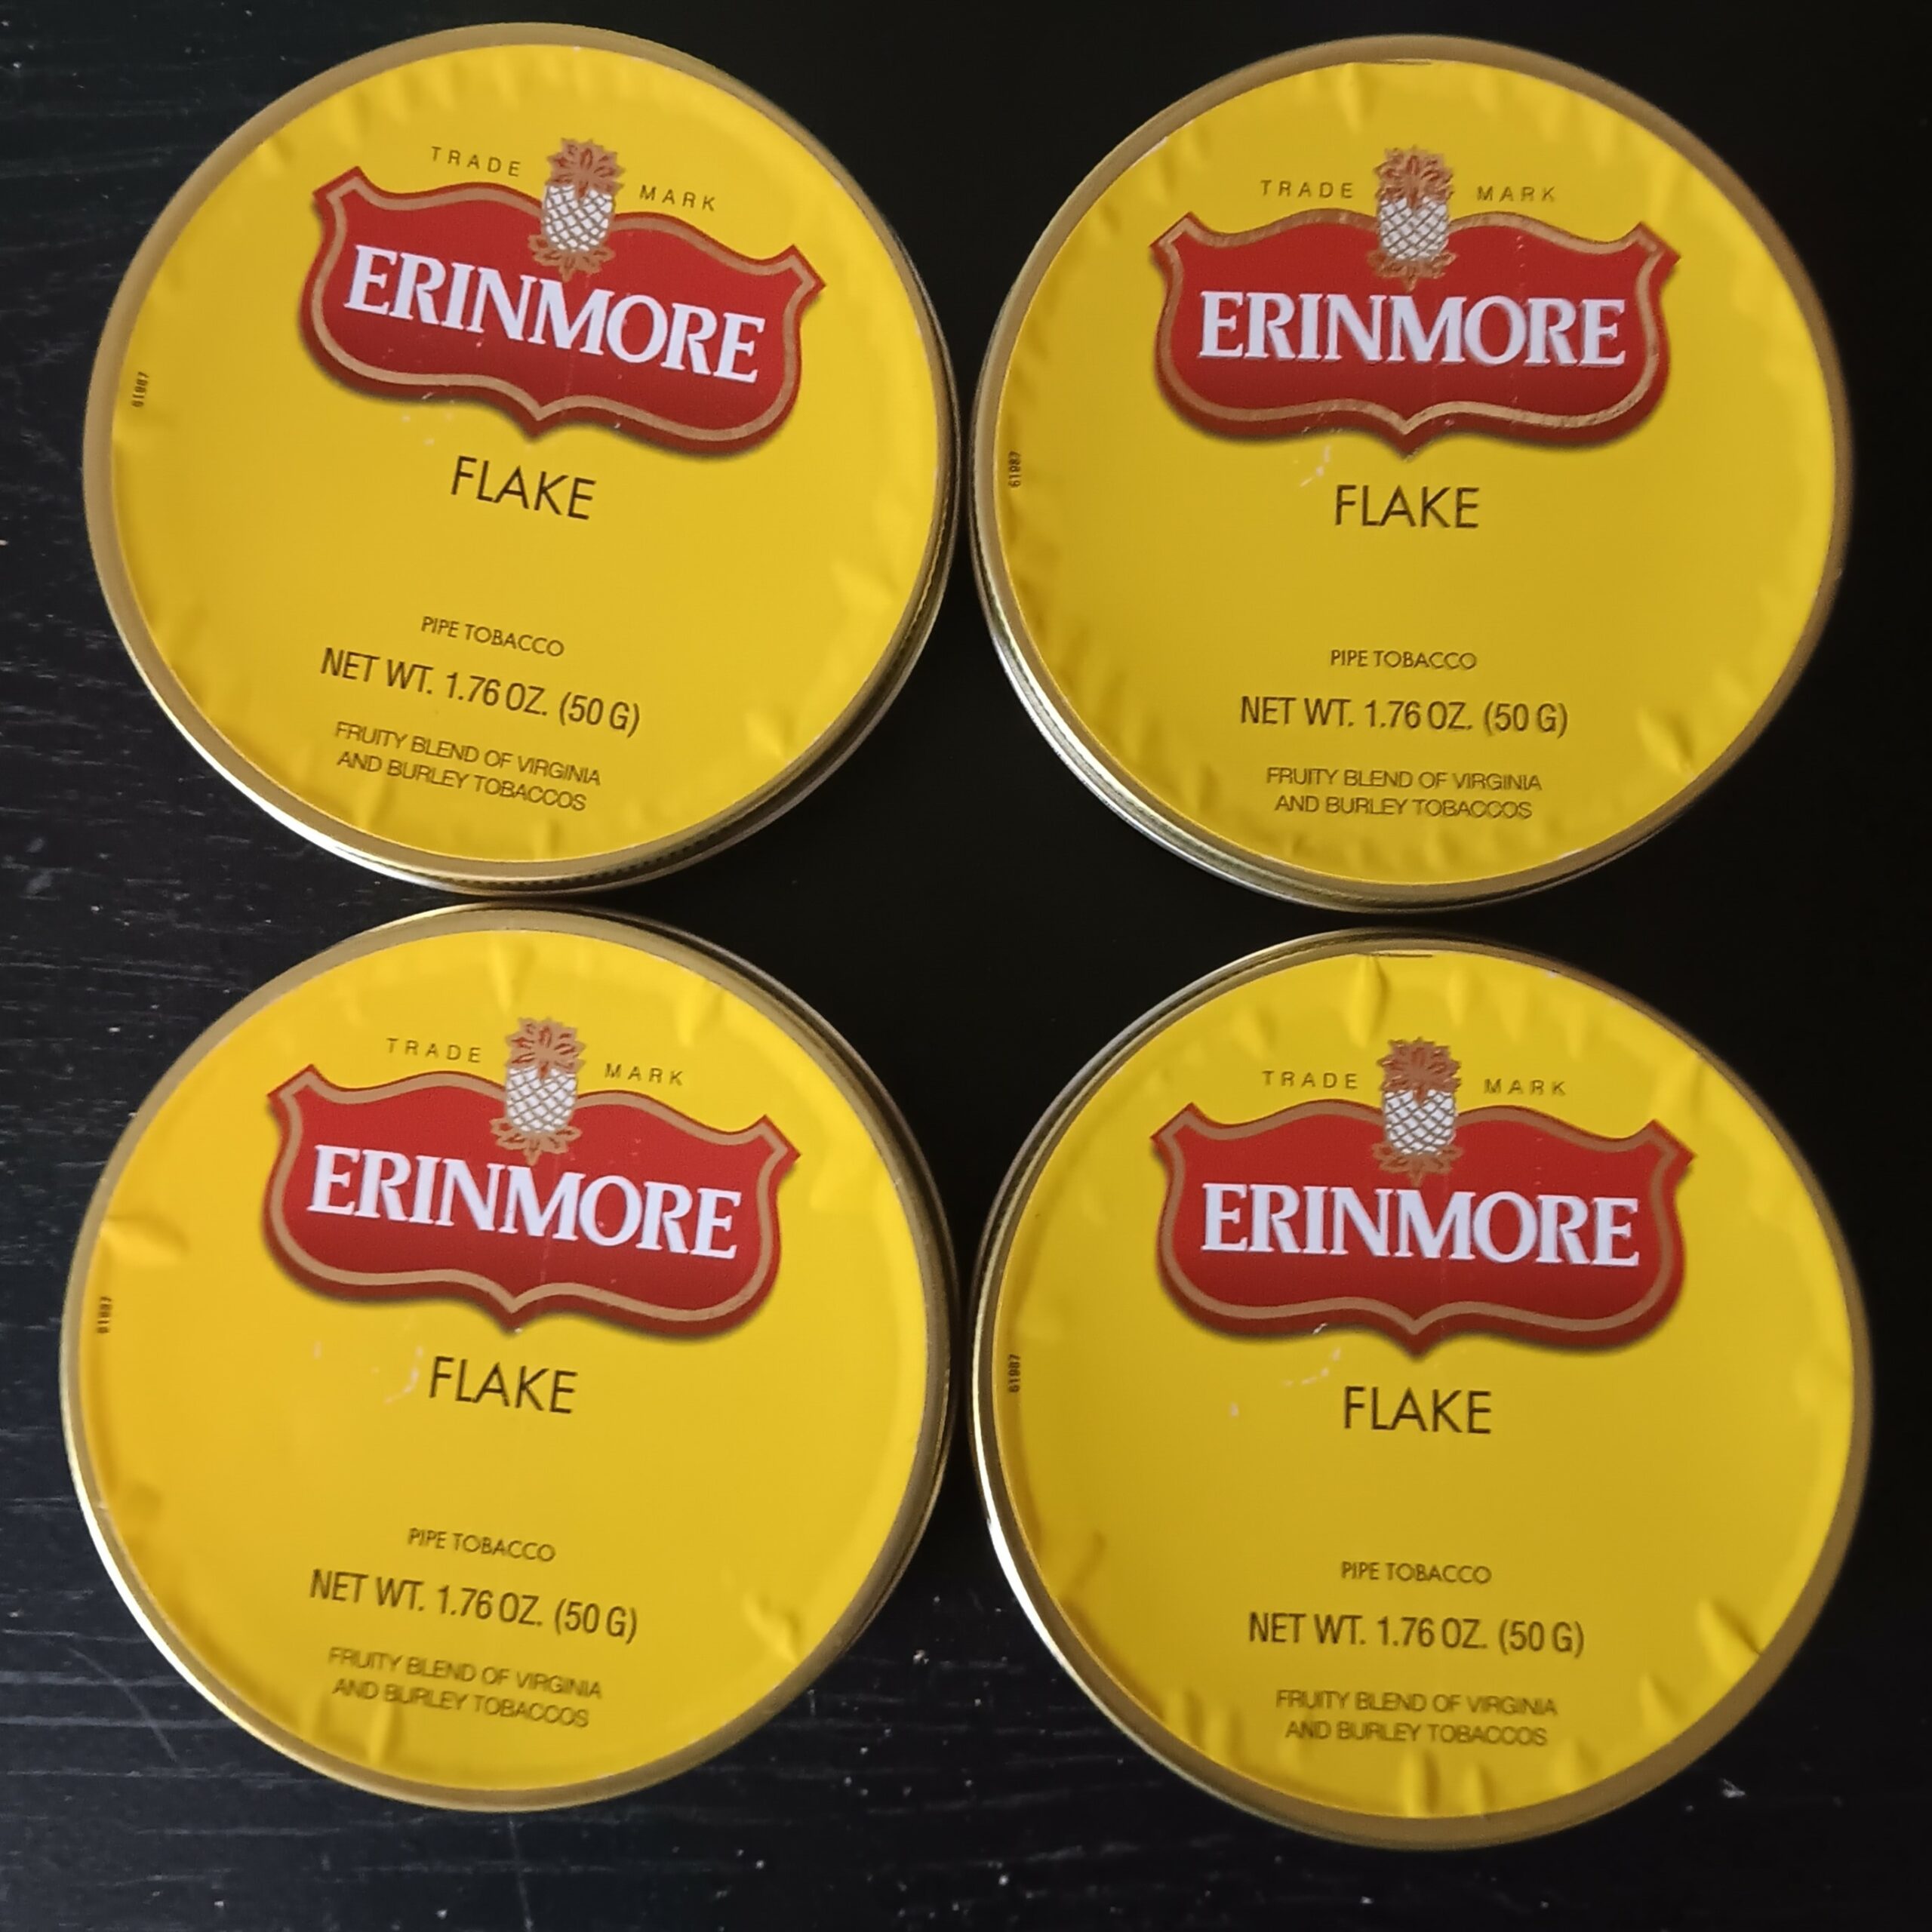 TRADE MARK
ERINMORE
FLAKE
PIPE TOBACCO
NET WT. 1.76 OZ. (50 G)
FRUITY BLEND OF VIRGINIA
AND BURLEY TOBACCOS
61987
TRADE MARK
ERINMORE
FLAKE
PIPE TOBACCO
NET WT. 1.76 OZ. (50 G)
FRUITY BLEND OF VIRGINIA
AND BURLEY TOBACCOS
61987
TRADE MARK
ERINMORE
FLAKE
PIPE TOBACCO
NET WT. 1.76 OZ. (50 G)
FRUITY BLEND OF VIRGINIA
AND BURLEY TOBACCOS
61987
TRADE MARK
ERINMORE
FLAKE
PIPE TOBACCO
NET WT. 1.76 OZ. (50 G)
FRUITY BLEND OF VIRGINIA
AND BURLEY TOBACCOS
61987